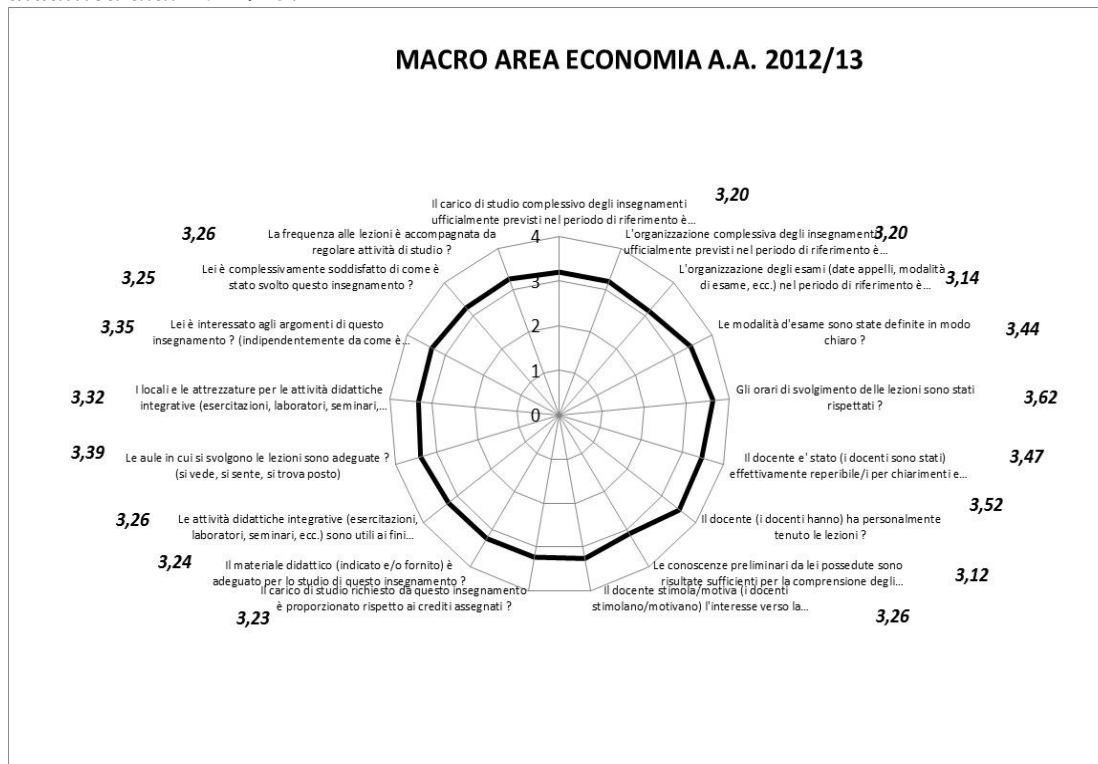 MACRO AREA ECONOMIA A.A. 2012/13
Il carico di studio complessivo degli insegnamenti
ufficialmente previsti nel periodo di riferimento è...
3,20
L'organizzazione complessiva degli insegnamenti
ufficialmente previsti nel periodo di riferimento è...
3,20
L'organizzazione degli esami (date appelli, modalità
di esame, ecc.) nel periodo di riferimento è...
3,14
Le modalità d'esame sono state definite in modo
chiaro ?
3,44
Gli orari di svolgimento delle lezioni sono stati
rispettati ?
3,62
Il docente e' stato (i docenti sono stati)
effettivamente reperibile/i per chiarimenti e...
3,47
Il docente (i docenti hanno) ha personalmente
tenuto le lezioni ?
3,52
Le conoscenze preliminari da lei possedute sono
risultate sufficienti per la comprensione degli...
3,12
Il docente stimola/motiva (i docenti
stimolano/motivano) l'interesse verso la...
3,26
Il carico di studio richiesto da questo insegnamento
è proporzionato rispetto ai crediti assegnati ?
3,23
Il materiale didattico (indicato e/o fornito) è
adeguato per lo studio di questo insegnamento ?
3,24
Le attività didattiche integrative (esercitazioni,
laboratori, seminari, ecc.) sono utili ai fini...
3,26
Le aule in cui si svolgono le lezioni sono adeguate ?
(si vede, si sente, si trova posto)
3,39
I locali e le attrezzature per le attività didattiche
integrative (esercitazioni, laboratori, seminari,...
3,32
Lei è interessato agli argomenti di questo
insegnamento ? (indipendentemente da come è...
3,35
Lei è complessivamente soddisfatto di come è
stato svolto questo insegnamento ?
3,25
La frequenza alle lezioni è accompagnata da
regolare attività di studio ?
3,26
4
3
2
1
0